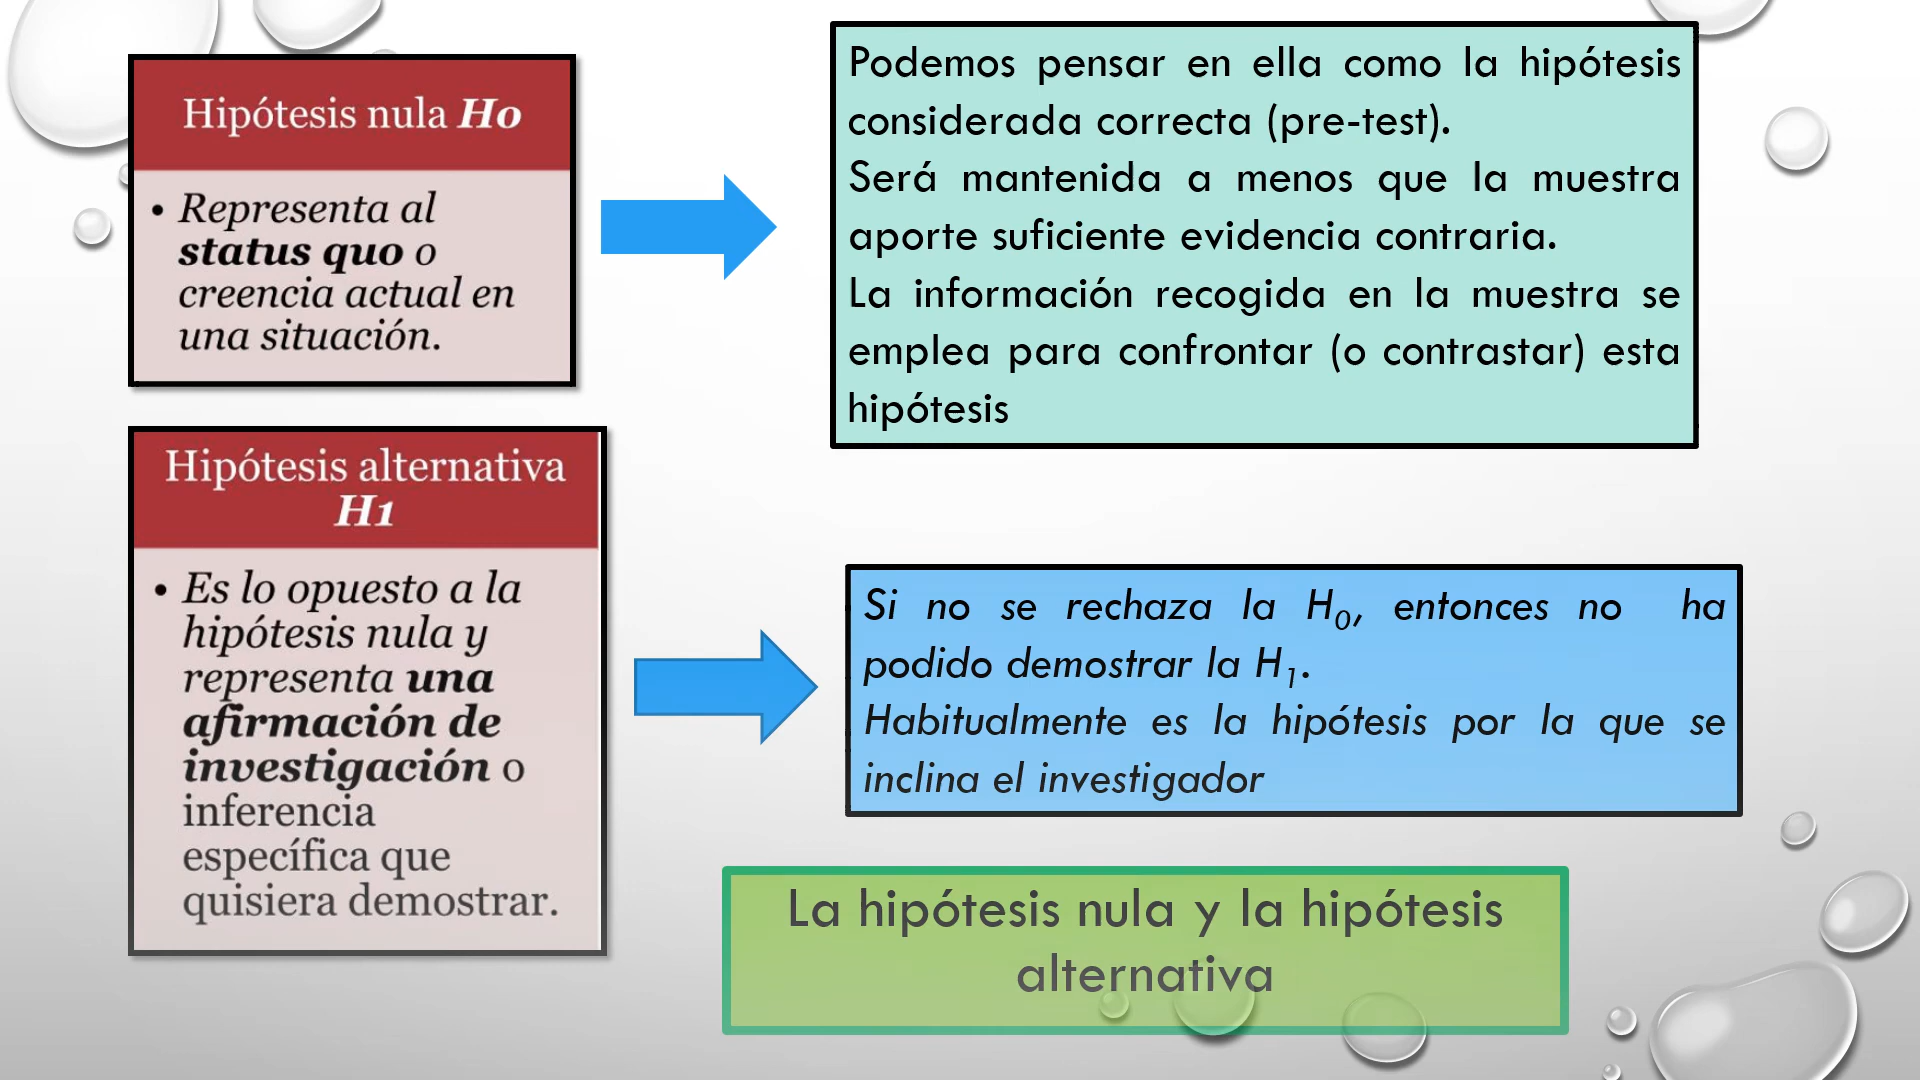 Hipótesis nula H0
• Representa al
status quo o
creencia actual en
una situación.
Podemos pensar en ella como la hipótesis
considerada correcta (pre-test).
Será mantenida a menos que la muestra
aporte suficiente evidencia contraria.
La información recogida en la muestra se
emplea para confrontar (o contrastar) esta
hipótesis
Hipótesis alternativa
H1
• Es lo opuesto a la
hipótesis nula y
representa una
afirmación de
investigación o
inferencia
específica que
quisiera demostrar.
Si no se rechaza la H0, entonces no ha
podido demostrar la H1.
Habitualmente es la hipótesis por la que se
inclina el investigador
La hipótesis nula y la hipótesis
alternativa